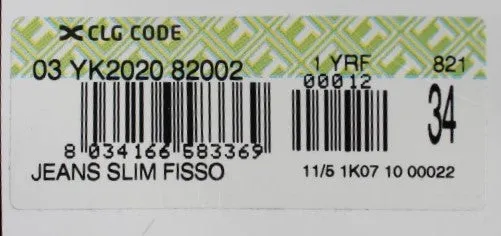 CLG CODE
03 YK2020 82002 1 YRF 821
00012
34
8 034166 583369
JEANS SLIM FISSO 11/5 1K07 10 00022